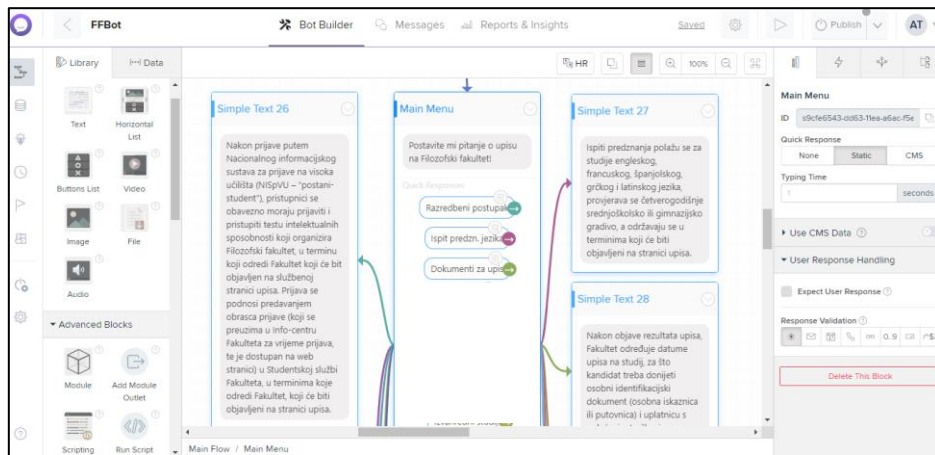 FFBot
Bot Builder
Messages
Reports & Insights
Saved
Publish
AT
Library
Data
HR
100%
Text
Horizontal
List
Buttons List
Video
Image
File
Audio
Advanced Blocks
Module
Add Module
Outlet
Scripting
Run Script
Simple Text 26
Nakon prijave putem
Nacionalnog informacijskog
sustava za prijave na visoka
učilišta (NISpVU – "postani-
student"), pristupnici se
obavezno moraju prijaviti i
pristupiti testu intelektualnih
sposobnosti koji organizira
Filozofski fakultet, u terminu
koji odredi Fakultet koji će bit
objavljen na službenoj
stranici upisa. Prijava se
podnosi predavanjem
obrasca prijave (koji se
preuzima u Info-centru
Fakulteta za vrijeme prijava,
te je dostupan na web
stranici) u Studentskoj službi
Fakulteta, u terminima koje
odredi Fakultet, koji će biti
objavljeni na stranici upisa.
Main Menu
Postavite mi pitanje o upisu
na Filozofski fakultet!
Quick Responses
Razredbeni postupak
Ispit predzn. jezika
Dokumenti za upis
Simple Text 27
Ispiti predznanja polažu se za
studije engleskog,
francuskog, španjolskog,
grčkog i latinskog jezika,
provjerava se četverogodišnje
srednjoškolsko ili gimnazijsko
gradivo, a održavaju se u
terminima koji će biti
objavljeni na stranici upisa.
Simple Text 28
Nakon objave rezultata upisa,
Fakultet određuje datume
upisa na studij, za što
kandidat treba donijeti
osobni identifikacijski
dokument (osobna iskaznica
ili putovnica) i uplatnicu s
Main Flow / Main Menu
Main Menu
ID s9cfe6543-dd63-11ea-a6ac-f5e
Quick Response
None Static CMS
Typing Time
1 seconds
Use CMS Data
User Response Handling
Expect User Response
Response Validation
0.9
Delete This Block